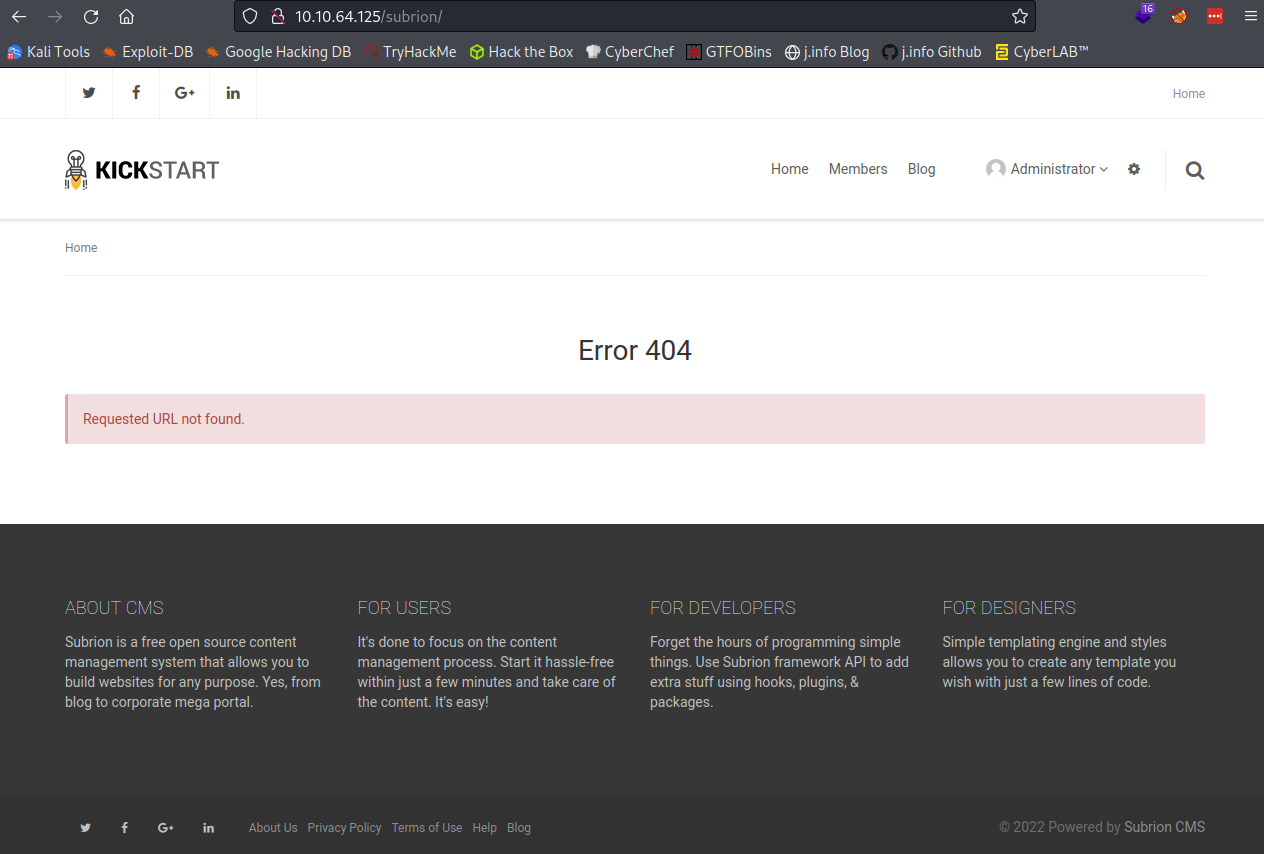 10.10.64.125/subrion/
16
Kali Tools Exploit-DB Google Hacking DB TryHackMe Hack the Box CyberChef GTFOBins j.info Blog j.info Github CyberLAB™
Home
KICKSTART
Home Members Blog Administrator
Home
Error 404
Requested URL not found.
ABOUT CMS
Subrion is a free open source content
management system that allows you to
build websites for any purpose. Yes, from
blog to corporate mega portal.
FOR USERS
It's done to focus on the content
management process. Start it hassle-free
within just a few minutes and take care of
the content. It's easy!
FOR DEVELOPERS
Forget the hours of programming simple
things. Use Subrion framework API to add
extra stuff using hooks, plugins, &
packages.
FOR DESIGNERS
Simple templating engine and styles
allows you to create any template you
wish with just a few lines of code.
About Us Privacy Policy Terms of Use Help Blog
© 2022 Powered by Subrion CMS